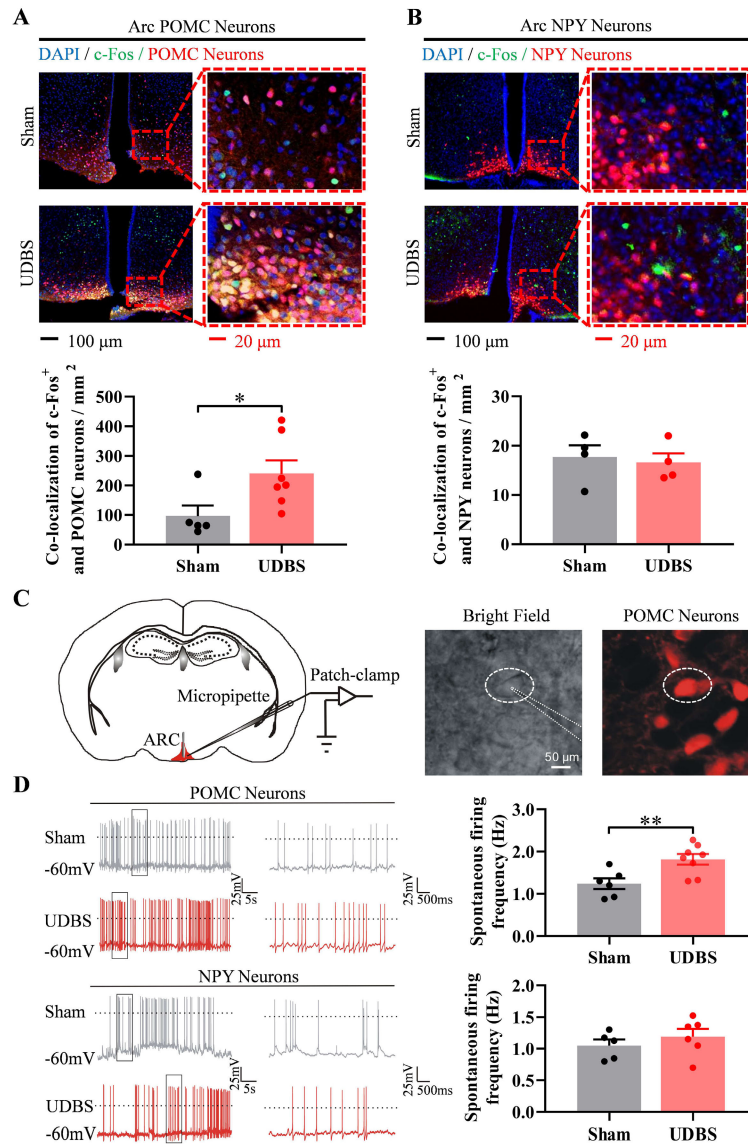 A
Arc POMC Neurons
DAPI / c-Fos / POMC Neurons
Sham
UDBS
100 μm
20 μm
Co-localization of c-Fos+
and POMC neurons / mm 2
500
400
300
200
100
0
*
Sham
UDBS
B
Arc NPY Neurons
DAPI / c-Fos / NPY Neurons
Sham
UDBS
100 μm
20 μm
Co-localization of c-Fos+
and NPY neurons / mm 2
30
20
10
0
Sham
UDBS
C
Micropipette
Patch-clamp
ARC
Bright Field
50 μm
POMC Neurons
D
POMC Neurons
Sham
-60mV
25mV
5s
25mV
500ms
UDBS
-60mV
NPY Neurons
Sham
-60mV
25mV
5s
25mV
500ms
UDBS
-60mV
Spontaneous firing
frequency (Hz)
3.0
2.0
1.0
0.0
**
Sham
UDBS
Spontaneous firing
frequency (Hz)
2.0
1.5
1.0
0.5
0.0
Sham
UDBS